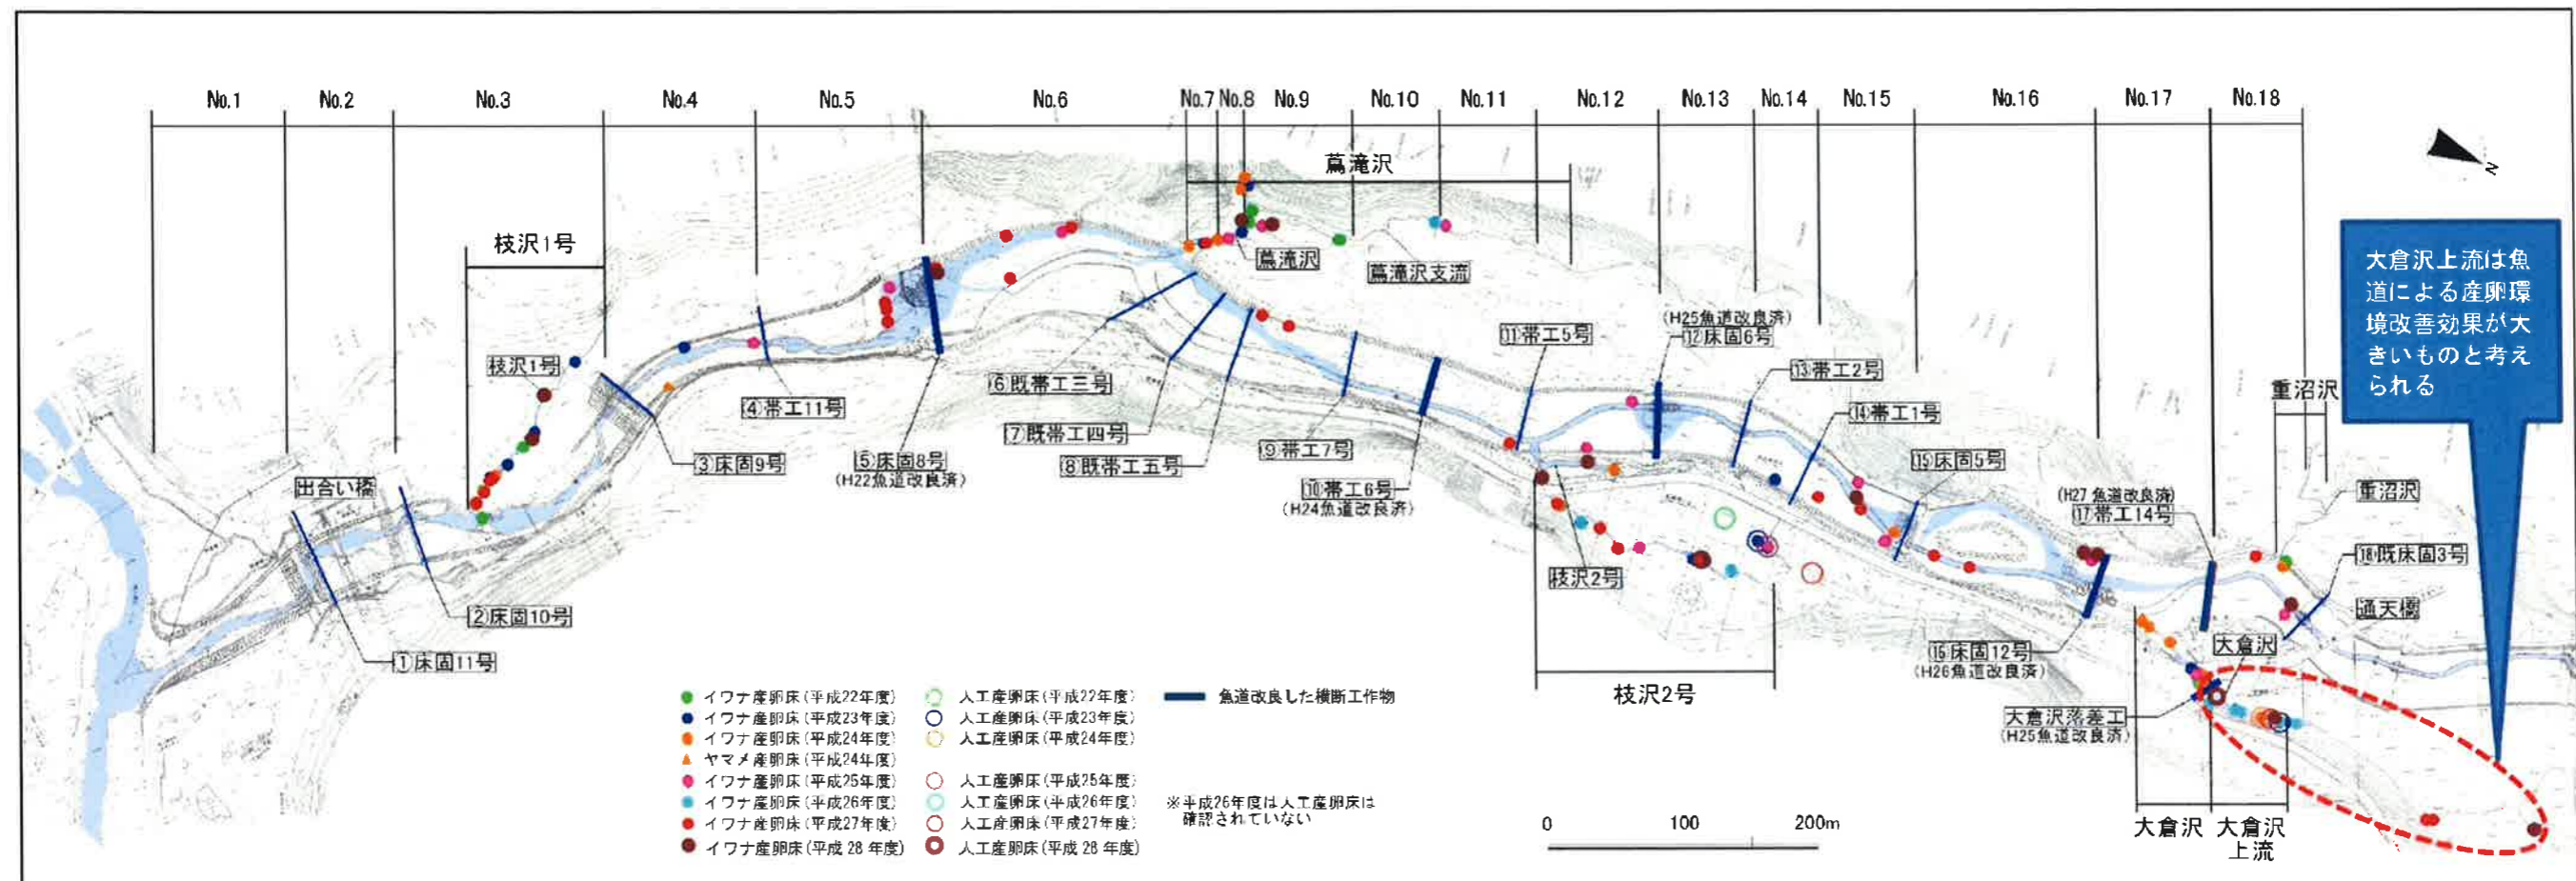 No.1
No.2
No.3
No.4
No.5
No.6
No.7
No.8
No.9
No.10
No.11
No.12
No.13
No.14
No.15
No.16
No.17
No.18
蔦滝沢
N
枝沢1号
蔦滝沢
蔦滝沢支流
大倉沢上流は魚
道による産卵環
境改善効果が大
きいものと考え
られる
重沼沢
枝沢1号
④帯工11号
⑥既帯工三号
⑪帯工5号
(H25魚道改良済)
⑫床固6号
⑬帯工2号
⑭帯工1号
⑦既帯工四号
③床固9号
⑤床固8号
(H22魚道改良済)
⑧既帯工五号
⑨帯工7号
⑩帯工6号
(H24魚道改良済)
⑮床固5号
出合い橋
(H27魚道改良済)
⑰帯工14号
重沼沢
⑱既床固3号
通天橋
枝沢2号
②床固10号
①床固11号
⑯床固12号
(H26魚道改良済)
大倉沢
枝沢2号
大倉沢落差工
(H25魚道改良済)
イワナ産卵床(平成22年度)
イワナ産卵床(平成23年度)
イワナ産卵床(平成24年度)
ヤマメ産卵床(平成24年度)
イワナ産卵床(平成25年度)
イワナ産卵床(平成26年度)
イワナ産卵床(平成27年度)
イワナ産卵床(平成 28 年度)
人工産卵床(平成22年度)
人工産卵床(平成23年度)
人工産卵床(平成24年度)
人工産卵床(平成25年度)
人工産卵床(平成26年度)
人工産卵床(平成27年度)
人工産卵床(平成 28 年度)
魚道改良した横断工作物
※平成26年度は人工産卵床は
確認されていない
0 100 200m
大倉沢
大倉沢
上流